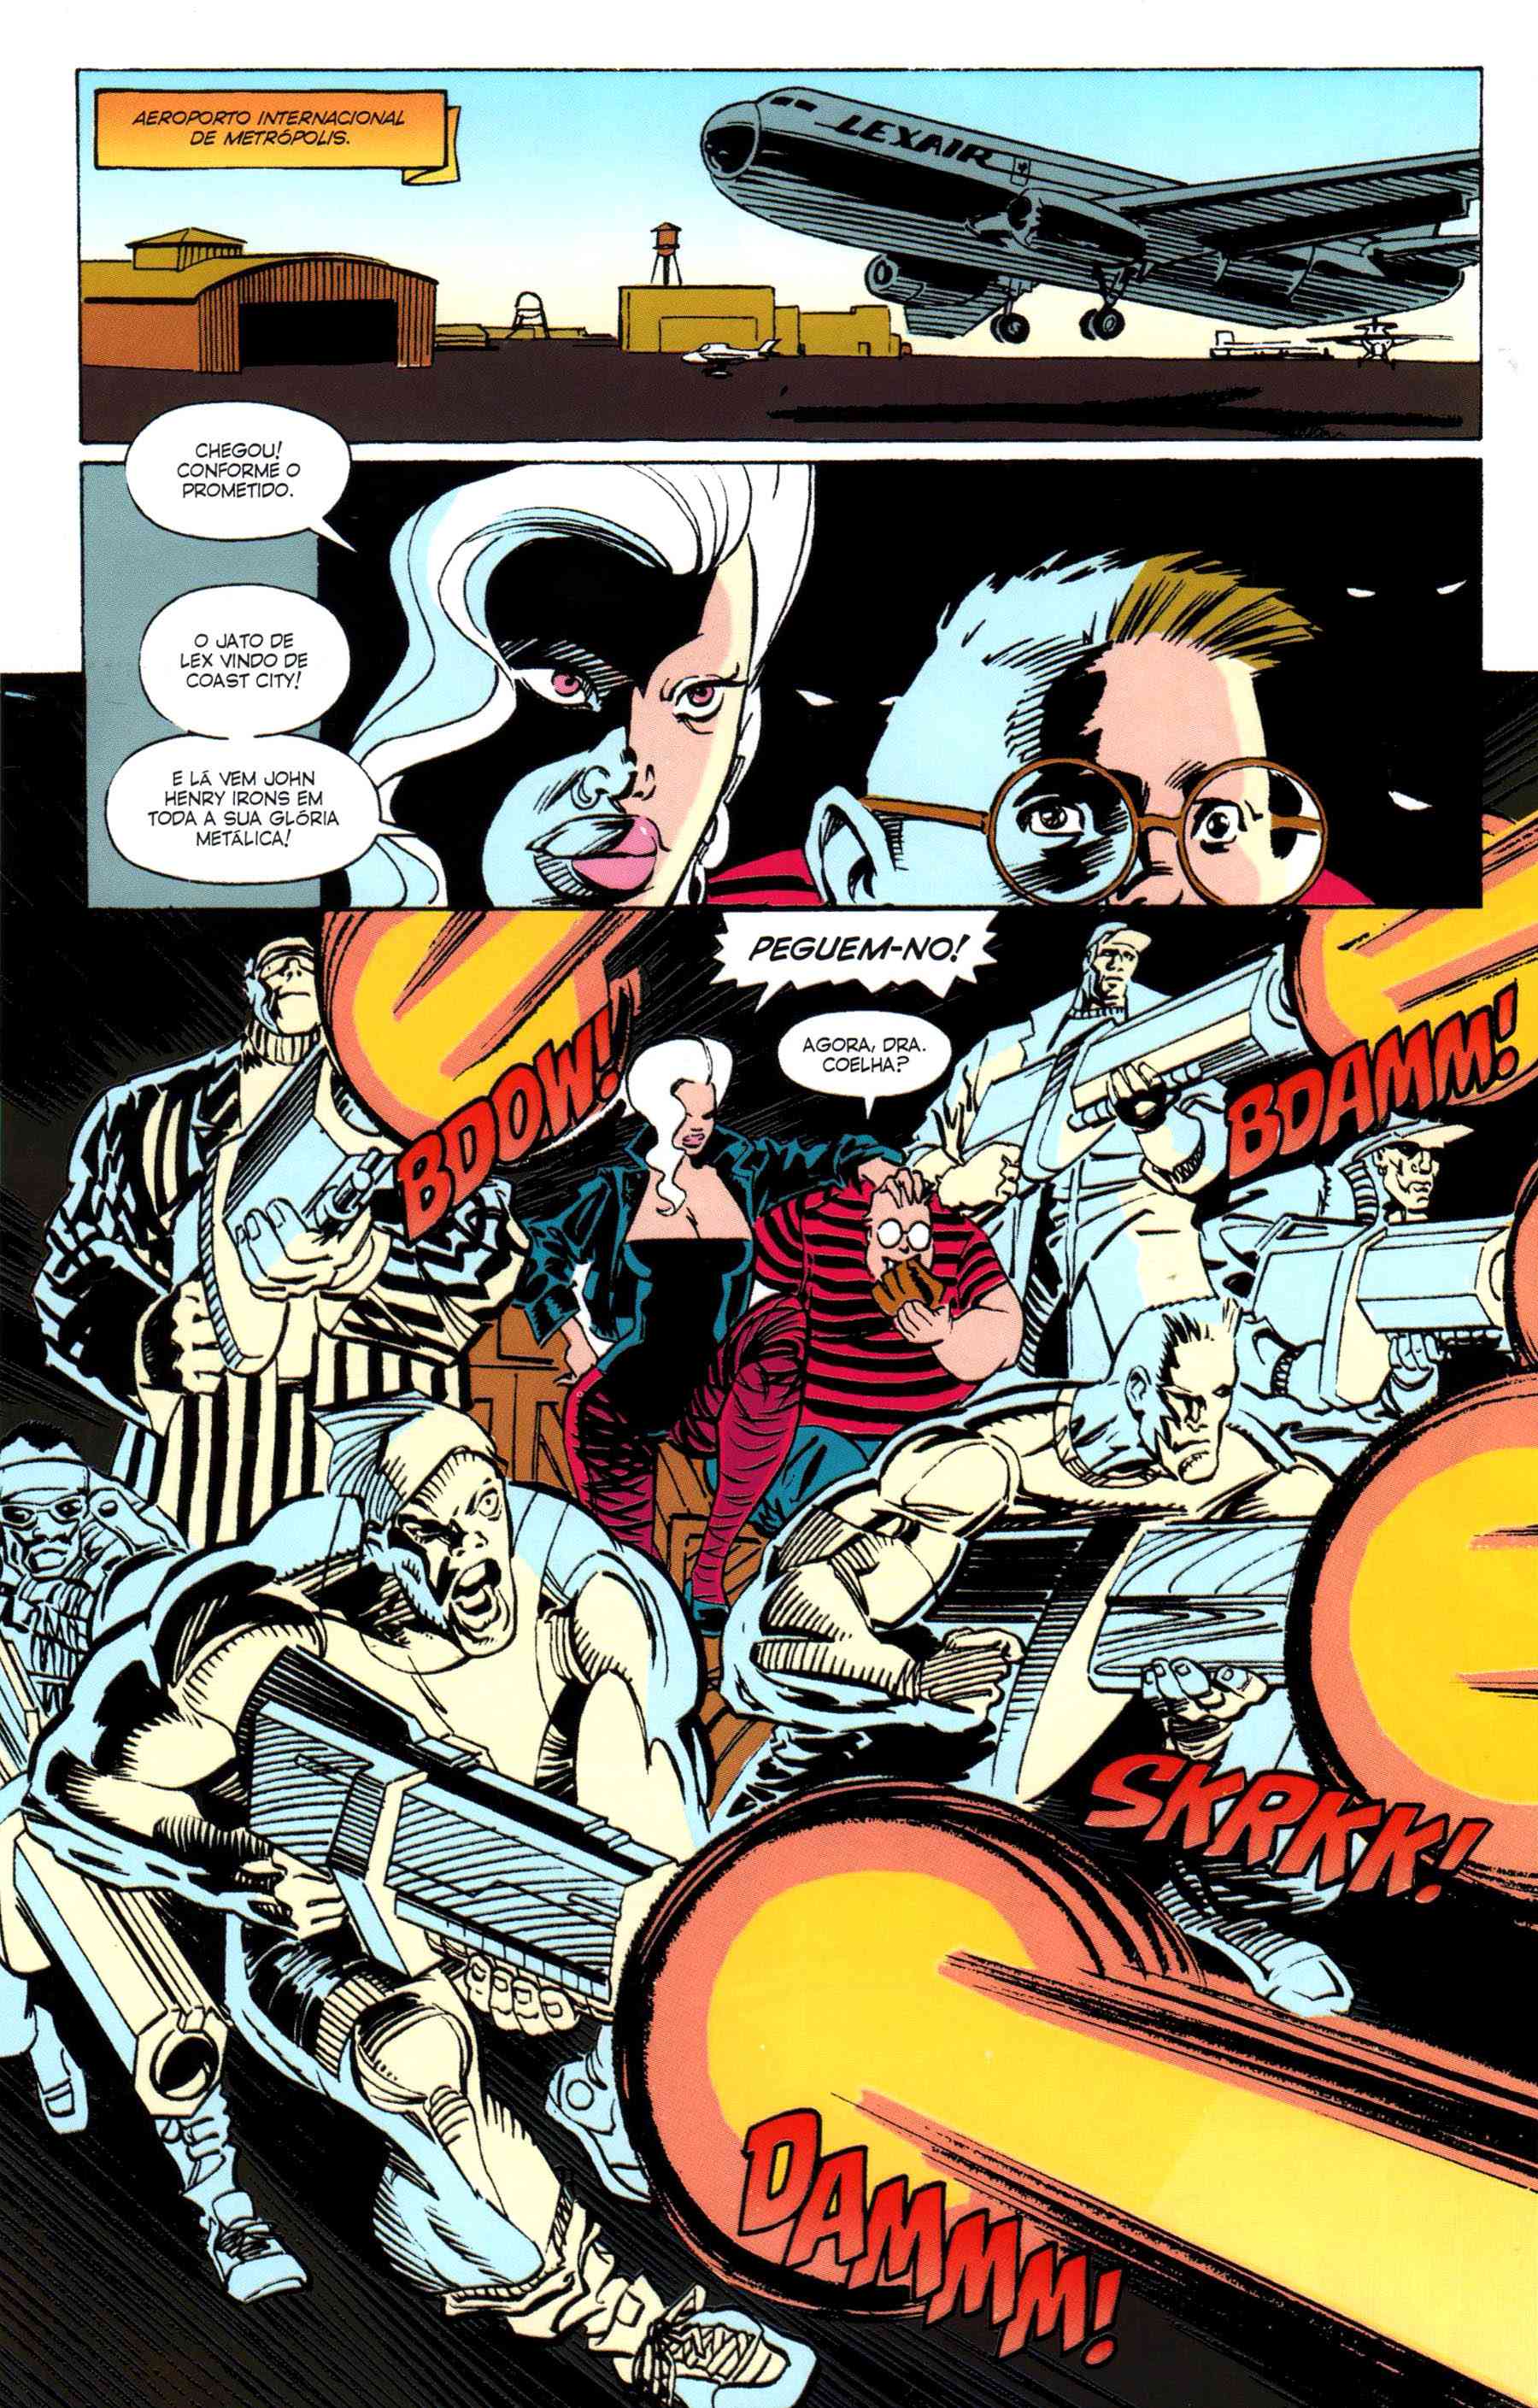 AEROPORTO INTERNACIONAL
DE METRÓPOLIS.
LEXAIR
CHEGOU!
CONFORME O
PROMETIDO.
O JATO DE
LEX VINDO DE
COAST CITY!
E LÁ VEM JOHN
HENRY IRONS EM
TODA A SUA GLÓRIA
METÁLICA!
PEGUEM-NO!
AGORA, DRA.
COELHA?
BDOW!
BDAMM!
SKRKK!
DAMMM!